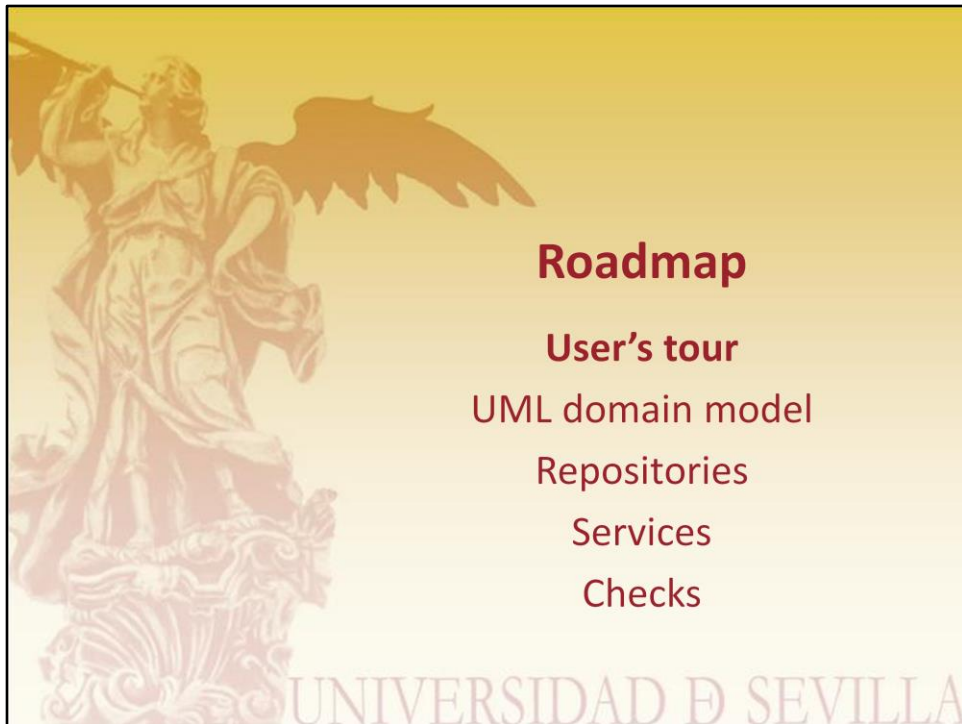 Roadmap
User’s tour
UML domain model
Repositories
Services
Checks
UNIVERSIDAD Ð SEVILLA